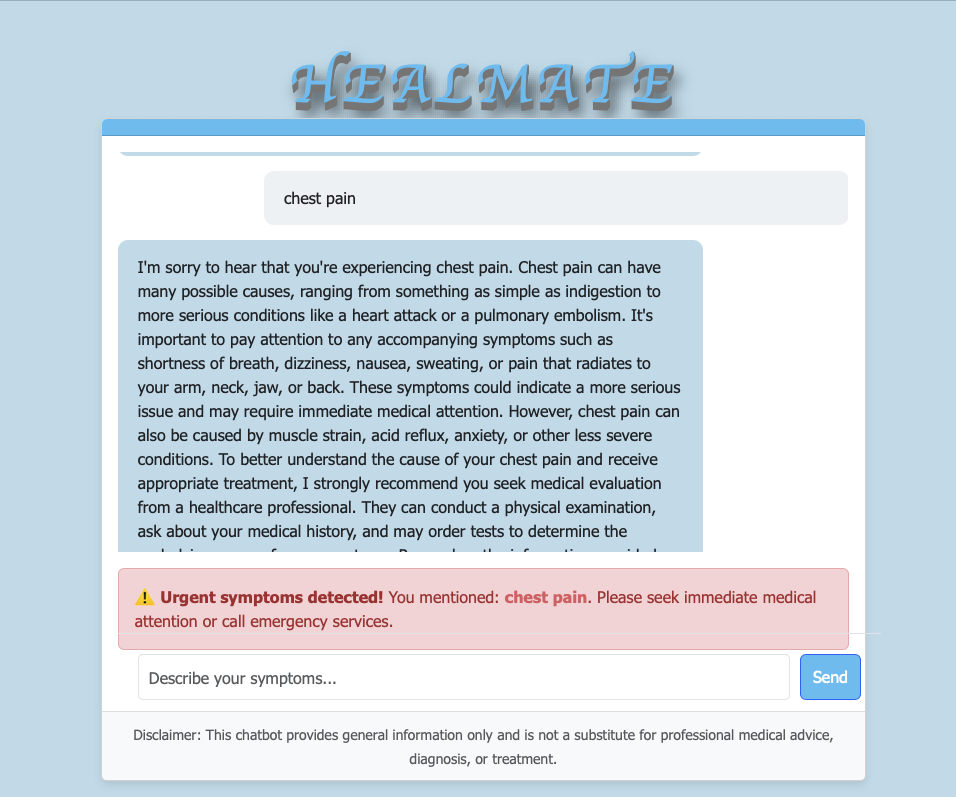 HEALMATE
chest pain
I'm sorry to hear that you're experiencing chest pain. Chest pain can have
many possible causes, ranging from something as simple as indigestion to
more serious conditions like a heart attack or a pulmonary embolism. It's
important to pay attention to any accompanying symptoms such as
shortness of breath, dizziness, nausea, sweating, or pain that radiates to
your arm, neck, jaw, or back. These symptoms could indicate a more serious
issue and may require immediate medical attention. However, chest pain can
also be caused by muscle strain, acid reflux, anxiety, or other less severe
conditions. To better understand the cause of your chest pain and receive
appropriate treatment, I strongly recommend you seek medical evaluation
from a healthcare professional. They can conduct a physical examination,
ask about your medical history, and may order tests to determine the
⚠️ Urgent symptoms detected! You mentioned: chest pain. Please seek immediate medical
attention or call emergency services.
Describe your symptoms...
Send
Disclaimer: This chatbot provides general information only and is not a substitute for professional medical advice,
diagnosis, or treatment.